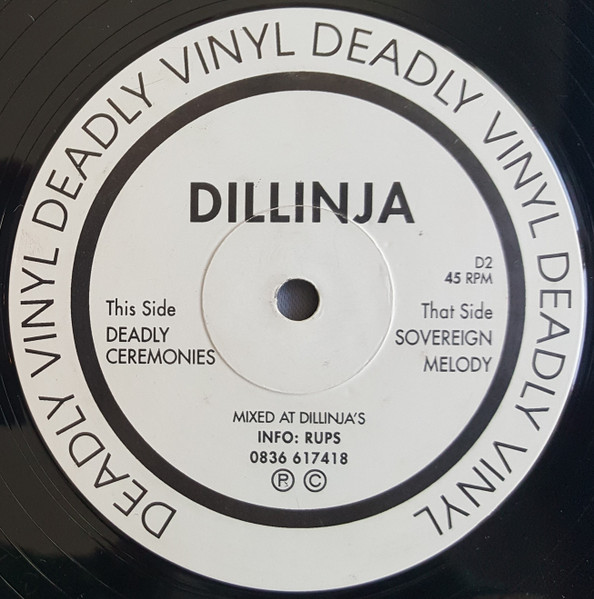 DEADLY VINYL DEADLY VINYL DEADLY VINYL DEADLY VINYL
DILLINJA
D2
45 RPM
This Side
DEADLY
CEREMONIES
That Side
SOVEREIGN
MELODY
MIXED AT DILLINJA'S
INFO: RUPS
0836 617418
Ⓟ Ⓒ